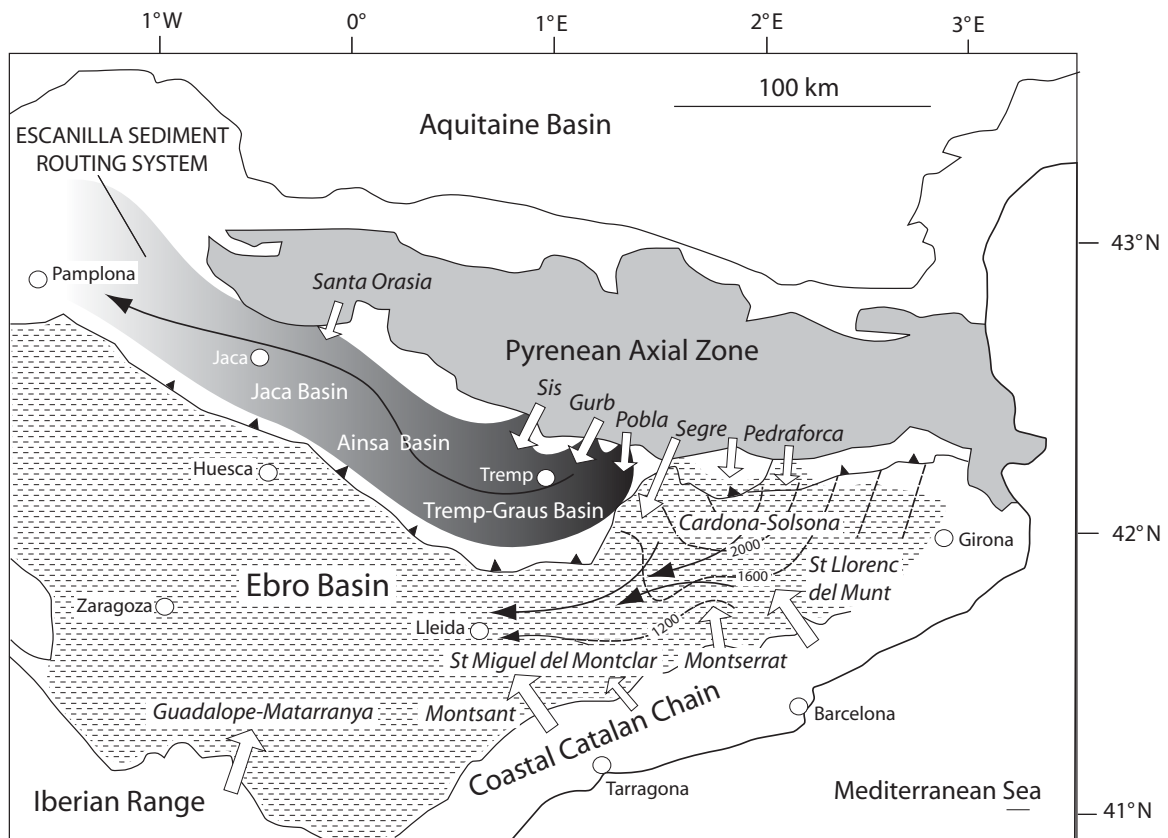 1°W
0°
1°E
2°E
3°E
100 km
Aquitaine Basin
ESCANILLA SEDIMENT
ROUTING SYSTEM
43°N
Pamplona
Santa Orasia
Pyrenean Axial Zone
Jaca
Jaca Basin
Sis
Gurb
Pobla
Segre
Pedraforca
Ainsa Basin
Huesca
Tremp
Tremp-Graus Basin
Cardona-Solsona
42°N
Girona
2000
St Llorenc
del Munt
1600
Ebro Basin
Zaragoza
Lleida
1200
St Miguel del Montclar
Montserrat
Guadalope-Matarranya
Montsant
Coastal Catalan Chain
Barcelona
Tarragona
Iberian Range
Mediterranean Sea
41°N